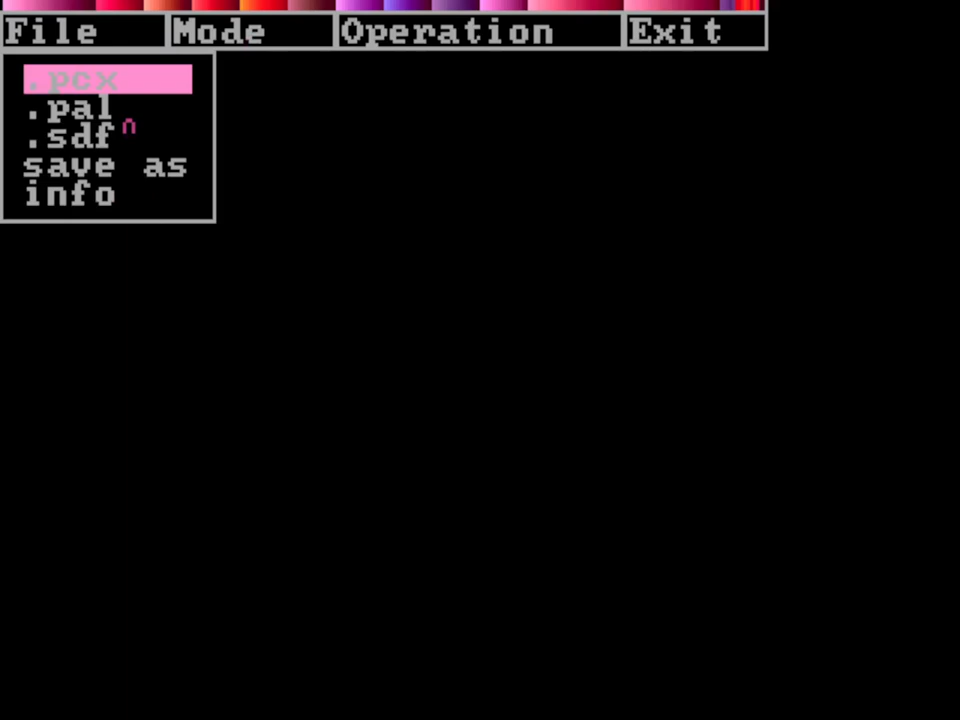 File Mode Operation Exit
.pcx
.pal
.sdf
save as
info